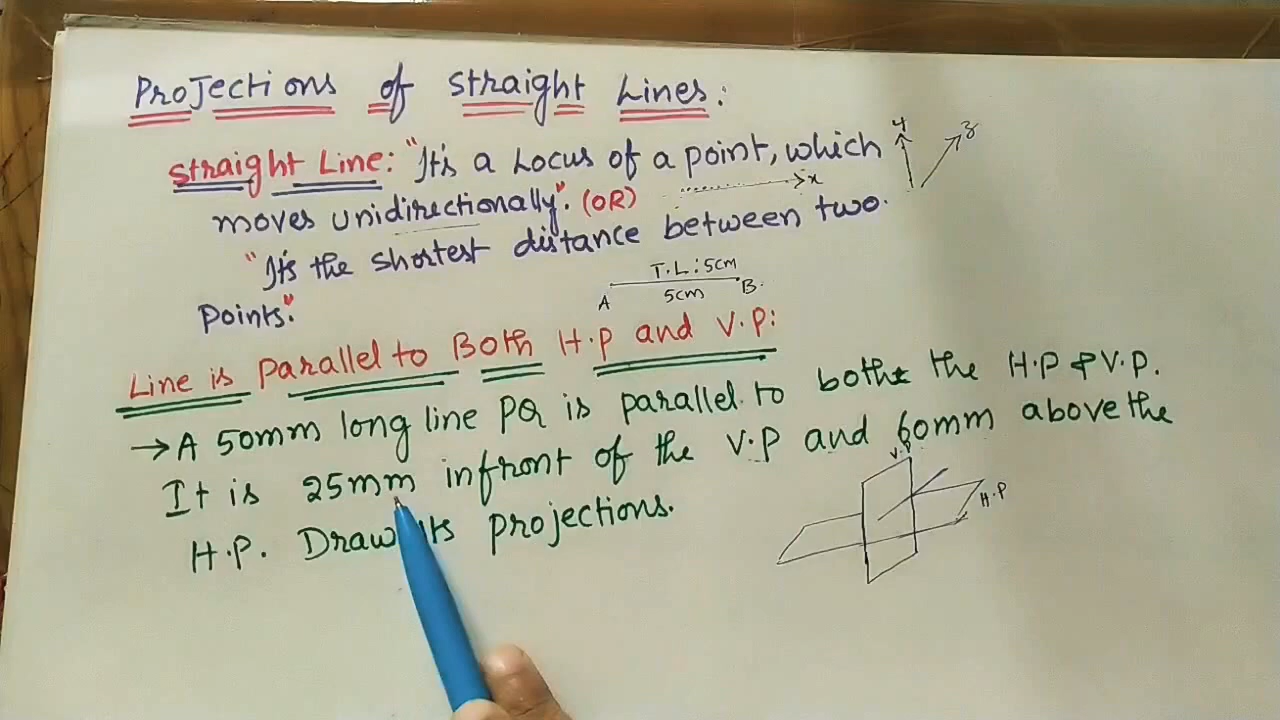 Projections of Straight Lines:
Straight Line: "It's a Locus of a point, which
moves unidirectionally". (OR)
x
y
z
"It's the shortest distance between two.
Points."
T.L:5cm
A 5cm B.
Line is parallel to Both H.P and V.P:
→ A 50mm long line PQ is parallel to both the H.P & V.P.
It is 25mm infront of the V.P and 60mm above the
H.P. Draw its projections.
V.P
H.P